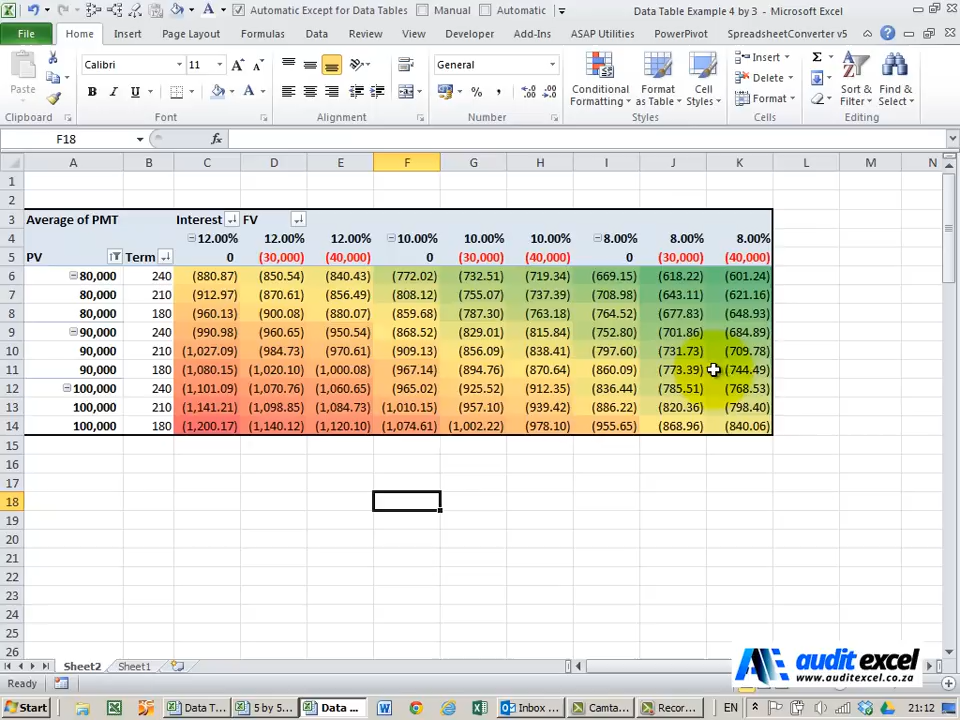 Automatic Except for Data Tables Manual Automatic Data Table Example 4 by 3 - Microsoft Excel
File Home Insert Page Layout Formulas Data Review View Developer Add-Ins ASAP Utilities PowerPivot SpreadsheetConverter v5
Paste Calibri 11 General Conditional Formatting Format as Table Cell Styles Insert Delete Format Sort & Filter Find & Select
Clipboard Font Alignment Number Styles Cells Editing
F18 fx
A B C D E F G H I J K L M N
1
2
3 Average of PMT Interest FV
4 12.00% 12.00% 12.00% 10.00% 10.00% 10.00% 8.00% 8.00% 8.00%
5 PV Term 0 (30,000) (40,000) 0 (30,000) (40,000) 0 (30,000) (40,000)
6 80,000 240 (880.87) (850.54) (840.43) (772.02) (732.51) (719.34) (669.15) (618.22) (601.24)
7 80,000 210 (912.97) (870.61) (856.49) (808.12) (755.07) (737.39) (708.98) (643.11) (621.16)
8 80,000 180 (960.13) (900.08) (880.07) (859.68) (787.30) (763.18) (764.52) (677.83) (648.93)
9 90,000 240 (990.98) (960.65) (950.54) (868.52) (829.01) (815.84) (752.80) (701.86) (684.89)
10 90,000 210 (1,027.09) (984.73) (970.61) (909.13) (856.09) (838.41) (797.60) (731.73) (709.78)
11 90,000 180 (1,080.15) (1,020.10) (1,000.08) (967.14) (894.76) (870.64) (860.09) (773.39) (744.49)
12 100,000 240 (1,101.09) (1,070.76) (1,060.65) (965.02) (925.52) (912.35) (836.44) (785.51) (768.53)
13 100,000 210 (1,141.21) (1,098.85) (1,084.73) (1,010.15) (957.10) (939.42) (886.22) (820.36) (798.40)
14 100,000 180 (1,200.17) (1,140.12) (1,120.10) (1,074.61) (1,002.22) (978.10) (955.65) (868.96) (840.06)
15
16
17
18
19
20
21
22
23
24
25
26
Sheet2 Sheet1
audit excel
www.auditexcel.co.za
Ready
Start Data T... 5 by 5... Data ... Inbox ... Camta... Recor... EN 21:12